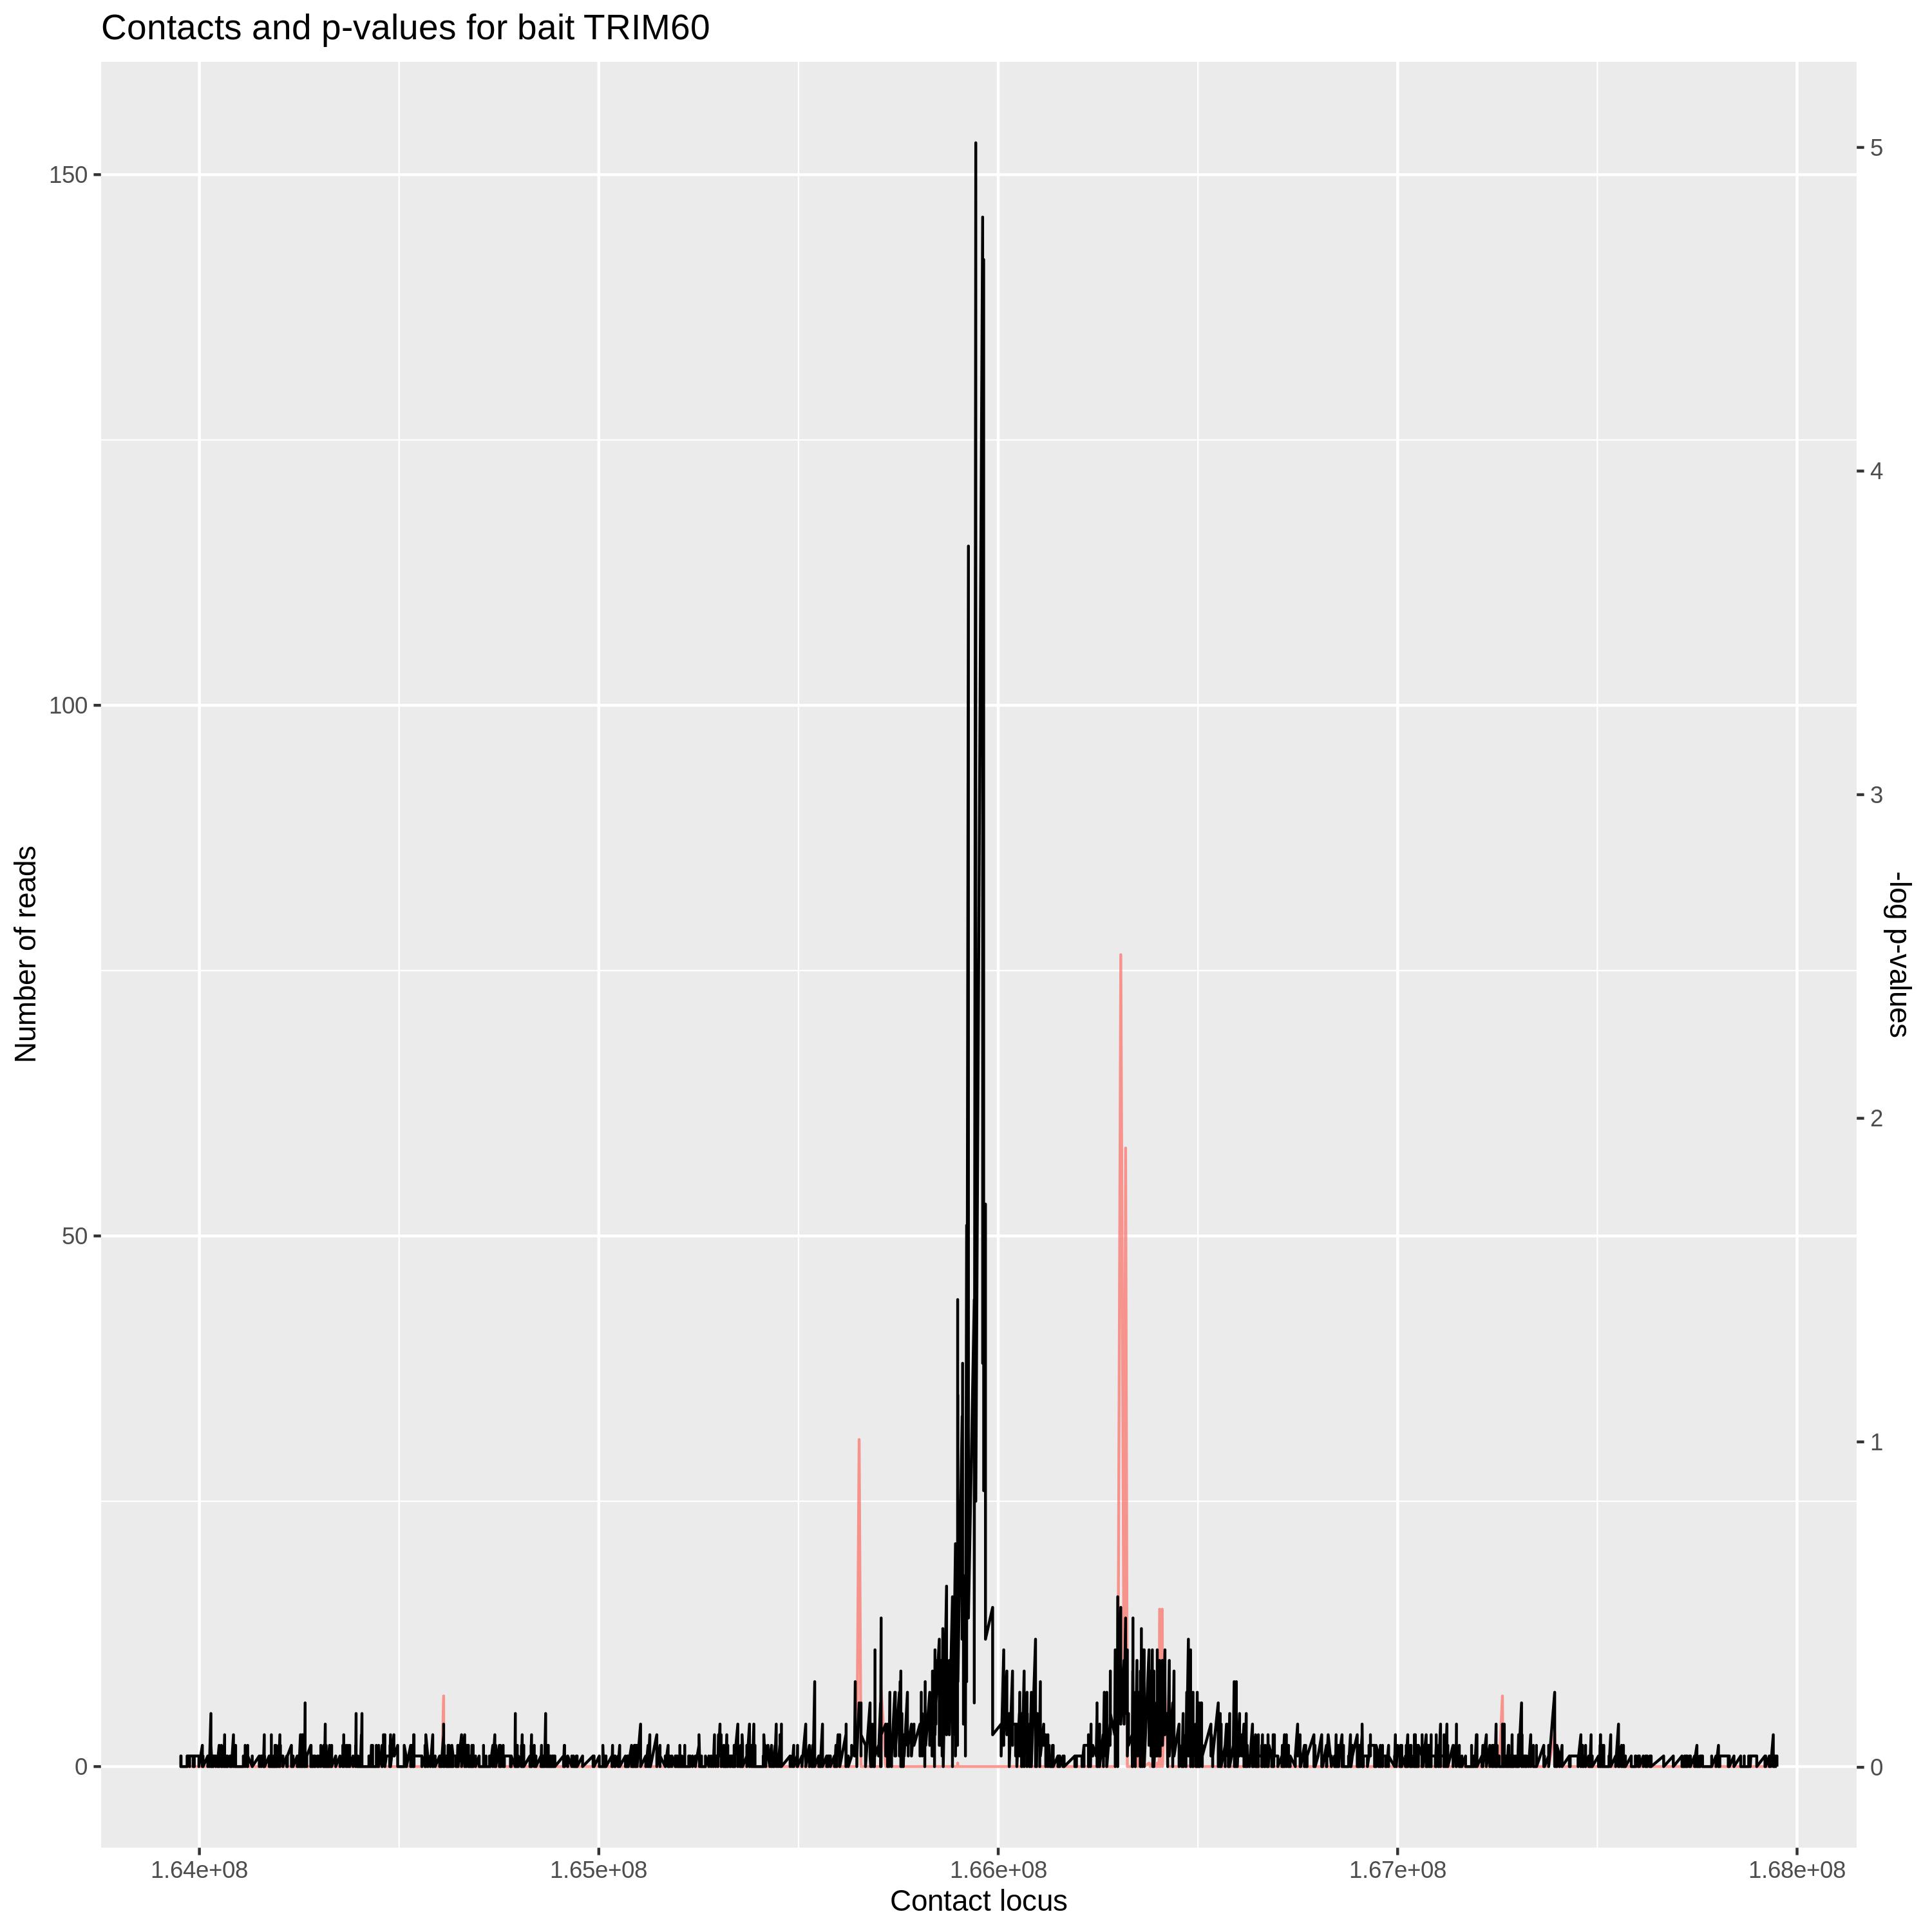 Contacts and p-values for bait TRIM60
150
100
50
0
Number of reads
5
4
3
2
1
0
-log p-values
1.64e+08
1.65e+08
1.66e+08
1.67e+08
1.68e+08
Contact locus